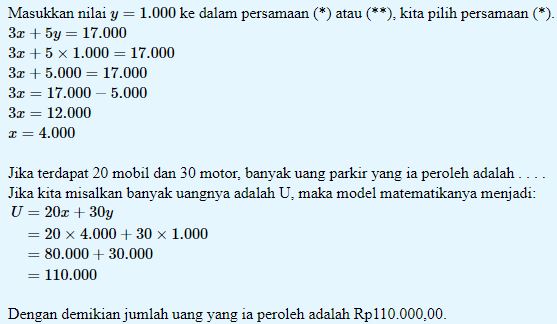 Masukkan nilai y = 1.000 ke dalam persamaan (*) atau (**), kita pilih persamaan (*).
3x + 5y = 17.000
3x + 5 × 1.000 = 17.000
3x + 5.000 = 17.000
3x = 17.000 − 5.000
3x = 12.000
x = 4.000
Jika terdapat 20 mobil dan 30 motor, banyak uang parkir yang ia peroleh adalah . . . .
Jika kita misalkan banyak uangnya adalah U, maka model matematikanya menjadi:
U = 20x + 30y
= 20 × 4.000 + 30 × 1.000
= 80.000 + 30.000
= 110.000
Dengan demikian jumlah uang yang ia peroleh adalah Rp110.000,00.